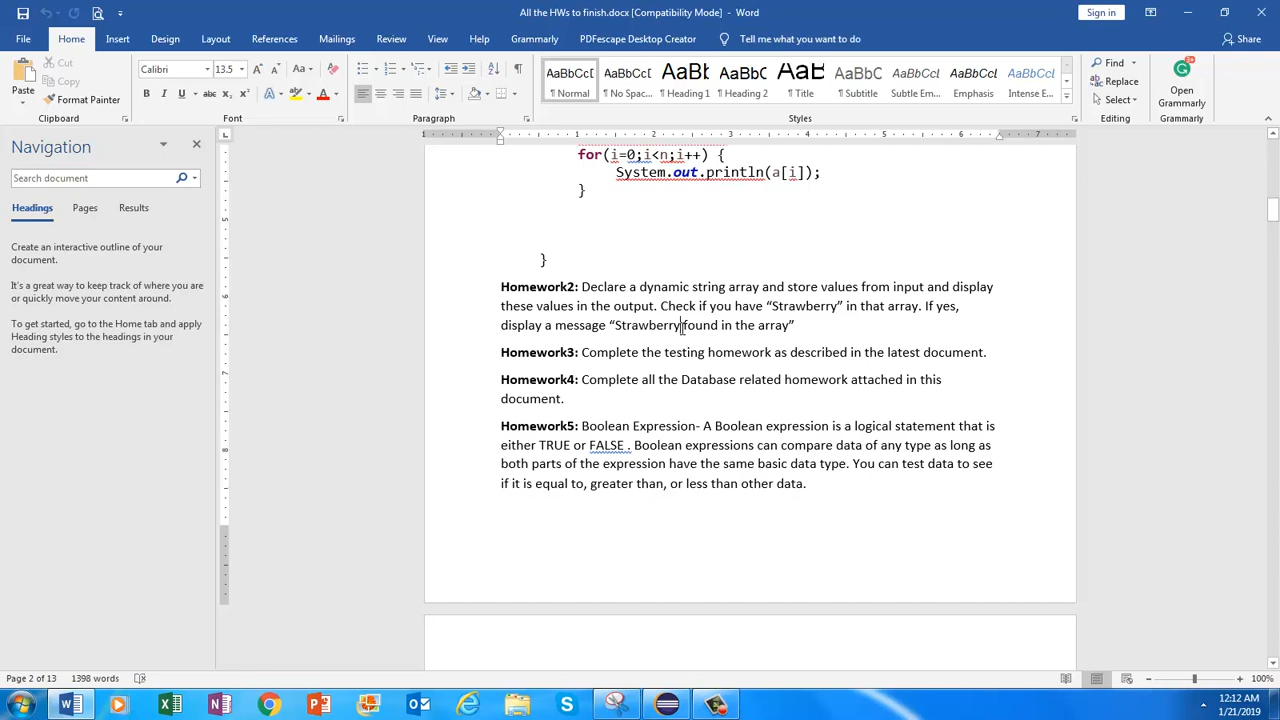 All the HWs to finish.docx [Compatibility Mode] - Word
Sign in
File Home Insert Design Layout References Mailings Review View Help Grammarly PDFescape Desktop Creator Tell me what you want to do Share
Paste
Cut
Copy
Format Painter
Clipboard
Calibri 13.5
Font
Paragraph
AaBbCcI AaBbCcI AaBb( AaBbCc AaB AaBbCcD AaBbCcDt AaBbCcDt AaBbCcDt
¶ Normal ¶ No Spac... ¶ Heading 1 ¶ Heading 2 ¶ Title ¶ Subtitle Subtle Em... Emphasis Intense E...
Styles
Find
Replace
Select
Editing
Open
Grammarly
Grammarly
Navigation
Search document
Headings Pages Results
Create an interactive outline of your
document.
It's a great way to keep track of where you are
or quickly move your content around.
To get started, go to the Home tab and apply
Heading styles to the headings in your
document.
for(i=0;i<n;i++) {
System.out.println(a[i]);
}
}
Homework2: Declare a dynamic string array and store values from input and display
these values in the output. Check if you have “Strawberry” in that array. If yes,
display a message “Strawberry found in the array”
Homework3: Complete the testing homework as described in the latest document.
Homework4: Complete all the Database related homework attached in this
document.
Homework5: Boolean Expression- A Boolean expression is a logical statement that is
either TRUE or FALSE . Boolean expressions can compare data of any type as long as
both parts of the expression have the same basic data type. You can test data to see
if it is equal to, greater than, or less than other data.
Page 2 of 13 1398 words
100%
12:12 AM
1/21/2019